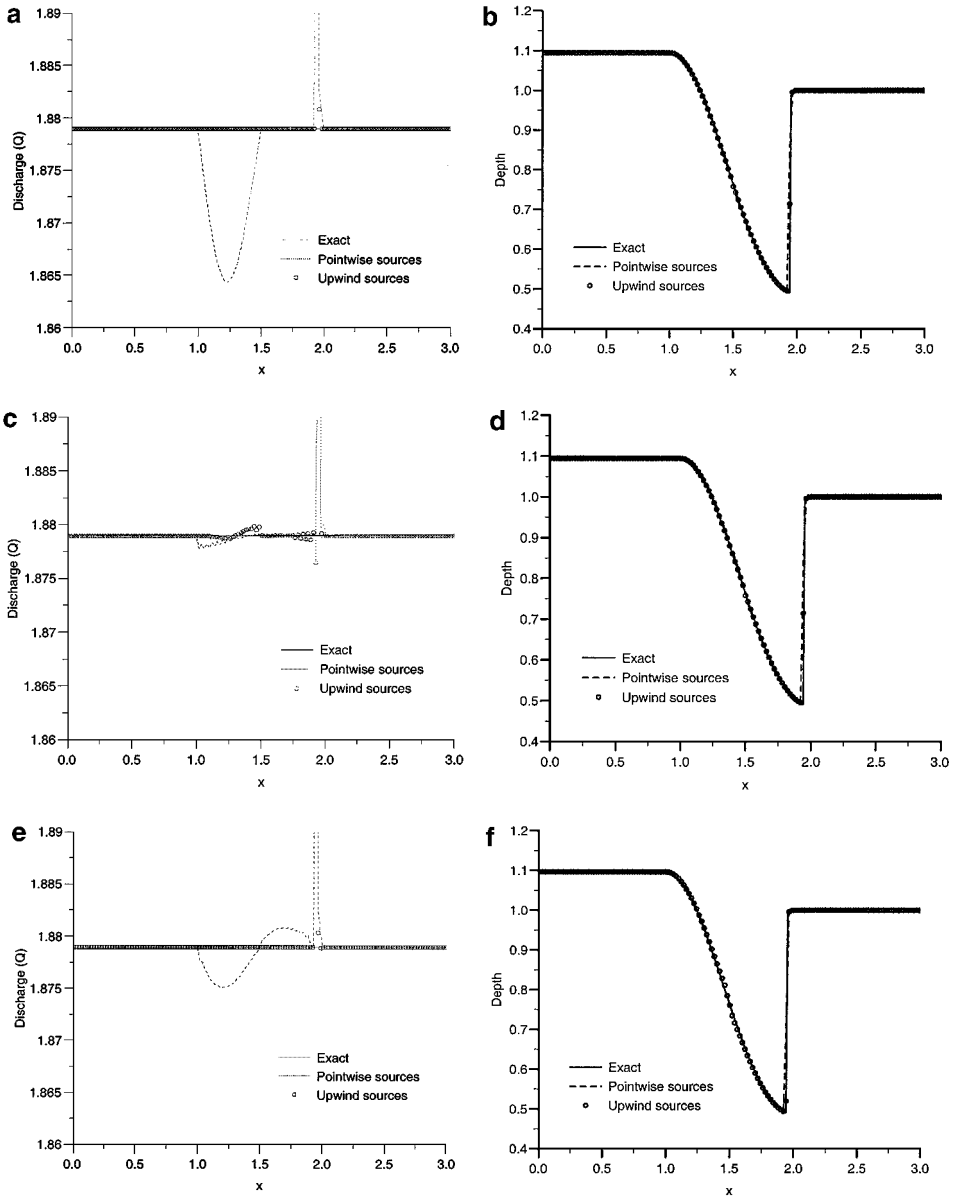 a
1.89
1.885
1.88
1.875
1.87
1.865
1.86
Discharge (Q)
Exact
Pointwise sources
Upwind sources
0.0 0.5 1.0 1.5 2.0 2.5 3.0
x
b
1.2
1.1
1.0
0.9
0.8
0.7
0.6
0.5
0.4
Depth
Exact
Pointwise sources
Upwind sources
0.0 0.5 1.0 1.5 2.0 2.5 3.0
x
c
1.89
1.885
1.88
1.875
1.87
1.865
1.86
Discharge (Q)
Exact
Pointwise sources
Upwind sources
0.0 0.5 1.0 1.5 2.0 2.5 3.0
x
d
1.2
1.1
1.0
0.9
0.8
0.7
0.6
0.5
0.4
Depth
Exact
Pointwise sources
Upwind sources
0.0 0.5 1.0 1.5 2.0 2.5 3.0
x
e
1.89
1.885
1.88
1.875
1.87
1.865
1.86
Discharge (Q)
Exact
Pointwise sources
Upwind sources
0.0 0.5 1.0 1.5 2.0 2.5 3.0
x
f
1.2
1.1
1.0
0.9
0.8
0.7
0.6
0.5
0.4
Depth
Exact
Pointwise sources
Upwind sources
0.0 0.5 1.0 1.5 2.0 2.5 3.0
x